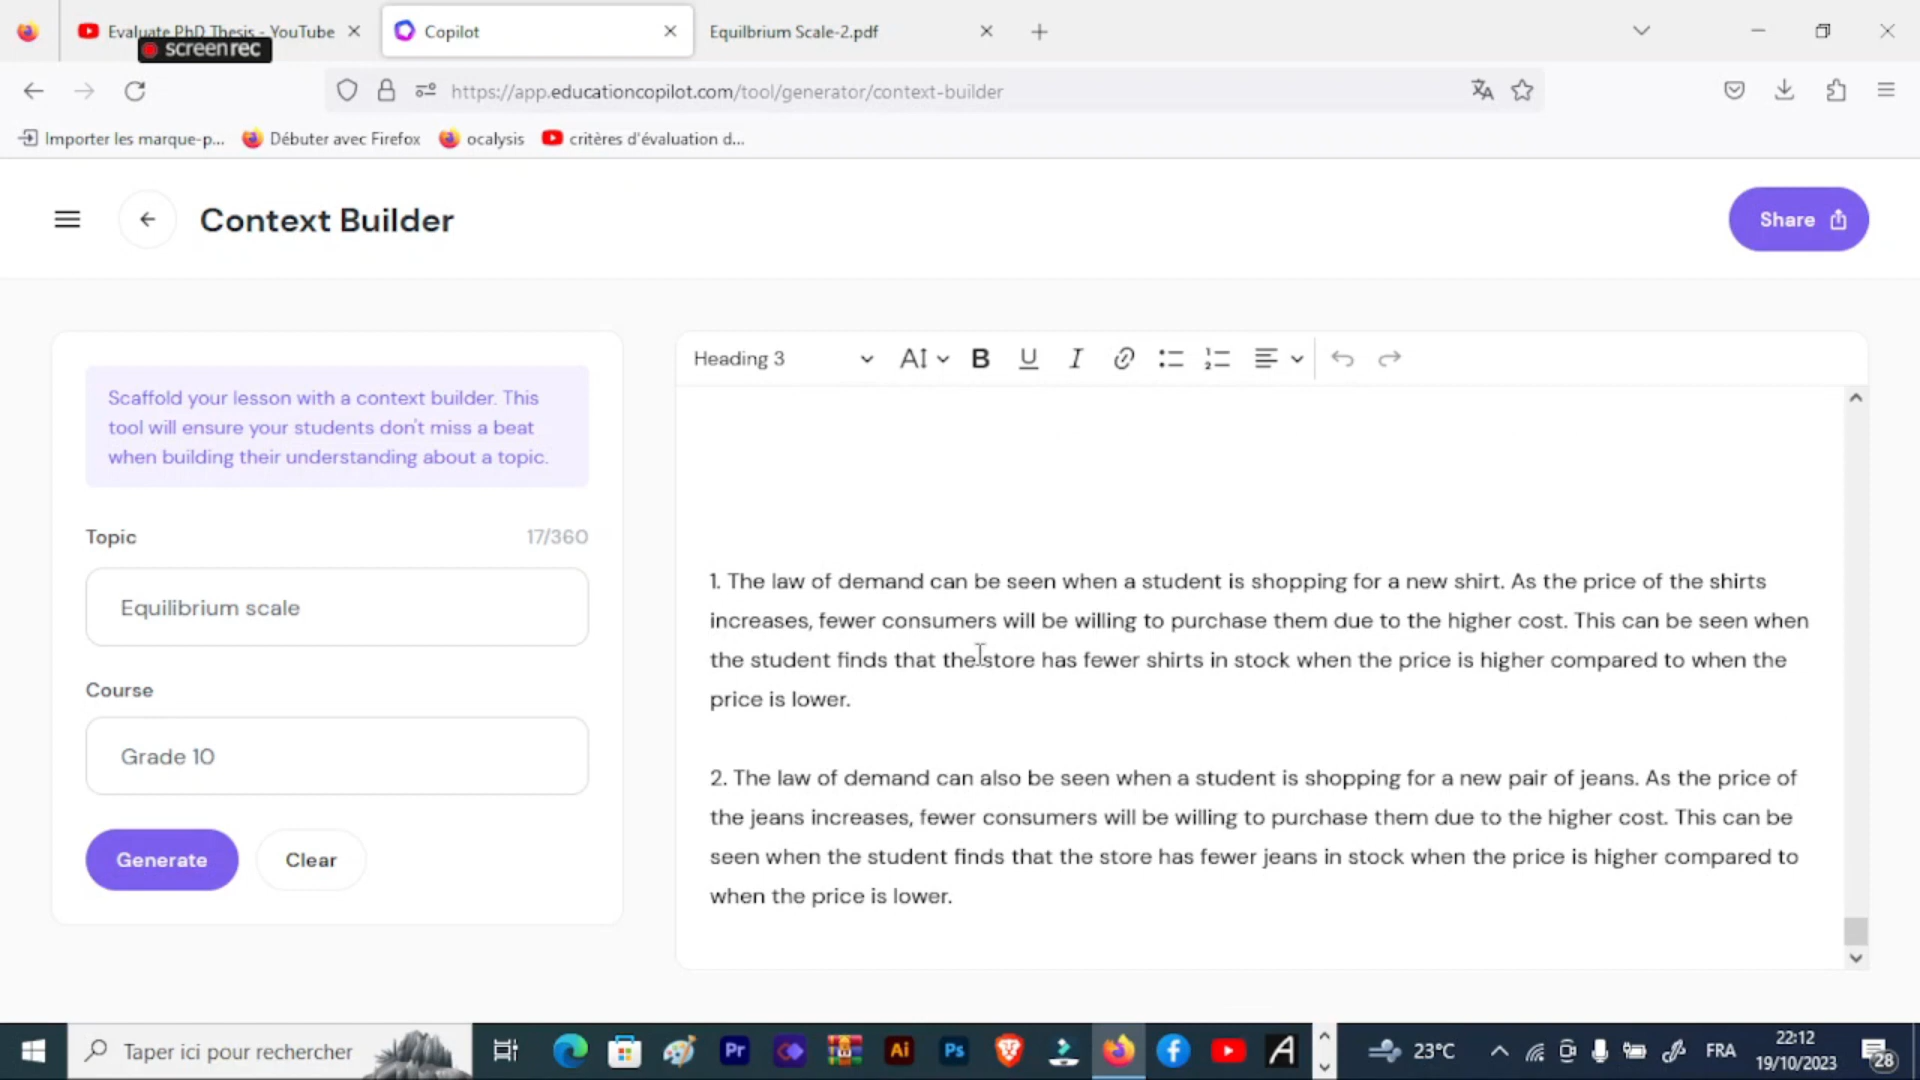 Evaluate PhD Thesis - YouTube
screenrec
Copilot
Equilbrium Scale-2.pdf
https://app.educationcopilot.com/tool/generator/context-builder
Importer les marque-p...
Débuter avec Firefox
ocalysis
critères d'évaluation d...
Context Builder
Share
Scaffold your lesson with a context builder. This
tool will ensure your students don't miss a beat
when building their understanding about a topic.
Topic
17/360
Equilibrium scale
Course
Grade 10
Generate
Clear
Heading 3
AI
B
U
I
1. The law of demand can be seen when a student is shopping for a new shirt. As the price of the shirts
increases, fewer consumers will be willing to purchase them due to the higher cost. This can be seen when
the student finds that the store has fewer shirts in stock when the price is higher compared to when the
price is lower.
2. The law of demand can also be seen when a student is shopping for a new pair of jeans. As the price of
the jeans increases, fewer consumers will be willing to purchase them due to the higher cost. This can be
seen when the student finds that the store has fewer jeans in stock when the price is higher compared to
when the price is lower.
Taper ici pour rechercher
Pr
Ai
Ps
A
23°C
FRA
22:12
19/10/2023
28